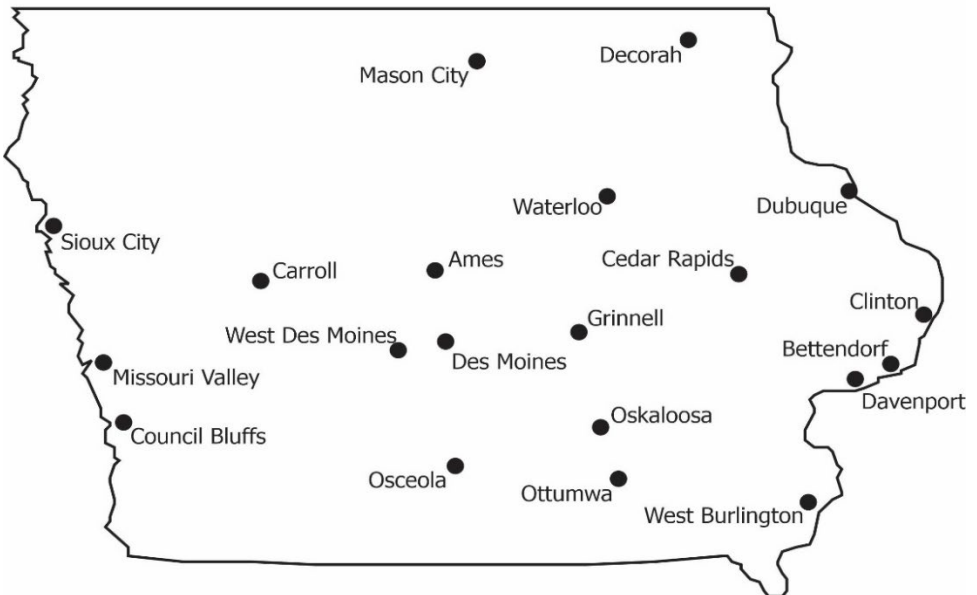 Decorah
Mason City
Waterloo
Dubuque
Sioux City
Carroll
Ames
Cedar Rapids
Clinton
West Des Moines
Grinnell
Des Moines
Bettendorf
Missouri Valley
Davenport
Council Bluffs
Oskaloosa
Osceola
Ottumwa
West Burlington